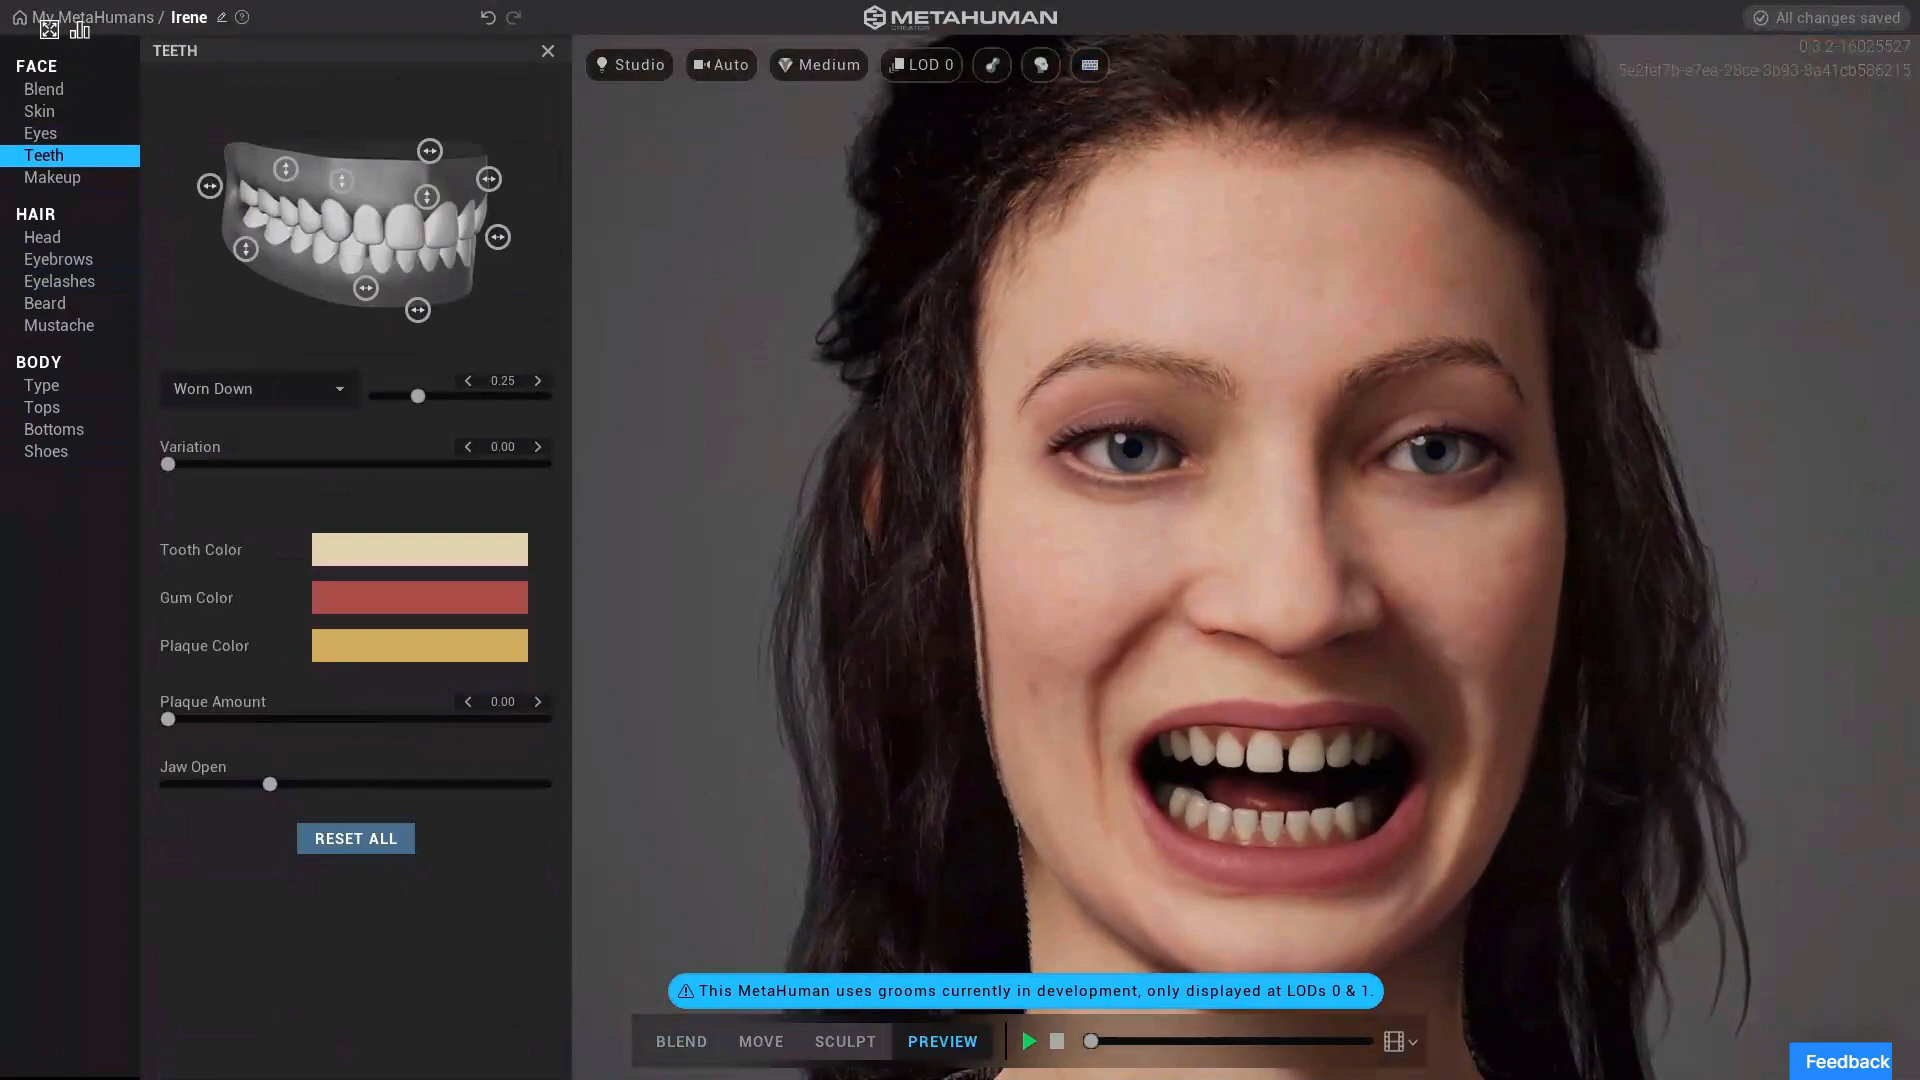 My MetaHumans / Irene
METAHUMAN
CREATOR
All changes saved
0.3.2-16025527
5e2fef7b-e7ea-28ce-3b93-8a41cb586215
FACE
Blend
Skin
Eyes
Teeth
Makeup
HAIR
Head
Eyebrows
Eyelashes
Beard
Mustache
BODY
Type
Tops
Bottoms
Shoes
TEETH
Worn Down
0.25
Variation
0.00
Tooth Color
Gum Color
Plaque Color
Plaque Amount
0.00
Jaw Open
RESET ALL
Studio
Auto
Medium
LOD 0
This MetaHuman uses grooms currently in development, only displayed at LODs 0 & 1.
BLEND
MOVE
SCULPT
PREVIEW
Feedback